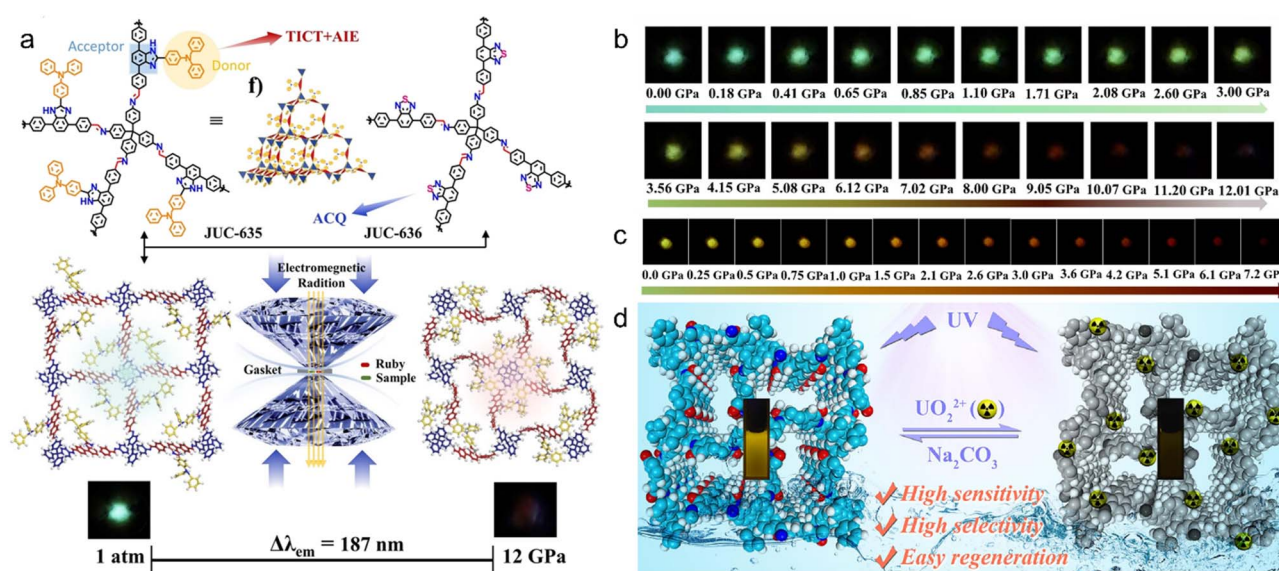 a
Acceptor
TICT+AIE
Donor
f)
≡
ACQ
JUC-635
JUC-636
Electromagnetic
Radition
Gasket
Ruby
Sample
1 atm
Δλem = 187 nm
12 GPa
b
0.00 GPa 0.18 GPa 0.41 GPa 0.65 GPa 0.85 GPa 1.10 GPa 1.71 GPa 2.08 GPa 2.60 GPa 3.00 GPa
3.56 GPa 4.15 GPa 5.08 GPa 6.12 GPa 7.02 GPa 8.00 GPa 9.05 GPa 10.07 GPa 11.20 GPa 12.01 GPa
c
0.0 GPa 0.25 GPa 0.5 GPa 0.75 GPa 1.0 GPa 1.5 GPa 2.1 GPa 2.6 GPa 3.0 GPa 3.6 GPa 4.2 GPa 5.1 GPa 6.1 GPa 7.2 GPa
d
UV
UO₂²⁺ ( )
Na₂CO₃
High sensitivity
High selectivity
Easy regeneration